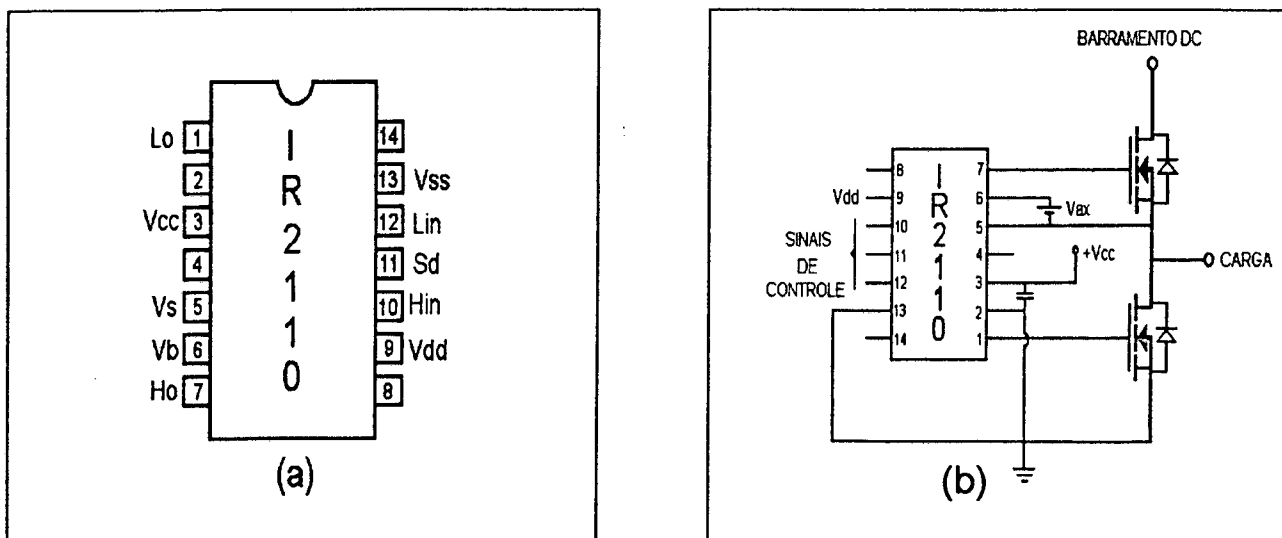 Lo 1
2
Vcc 3
4
Vs 5
Vb 6
Ho 7
IR2110
14
13 Vss
12 Lin
11 Sd
10 Hin
9 Vdd
8
(a)
BARRAMENTO DC
8
Vdd 9
10
11
12
13
14
SINAIS
DE
CONTROLE
IR2110
7
6
5
4
3
2
1
Vax
+Vcc
CARGA
(b)